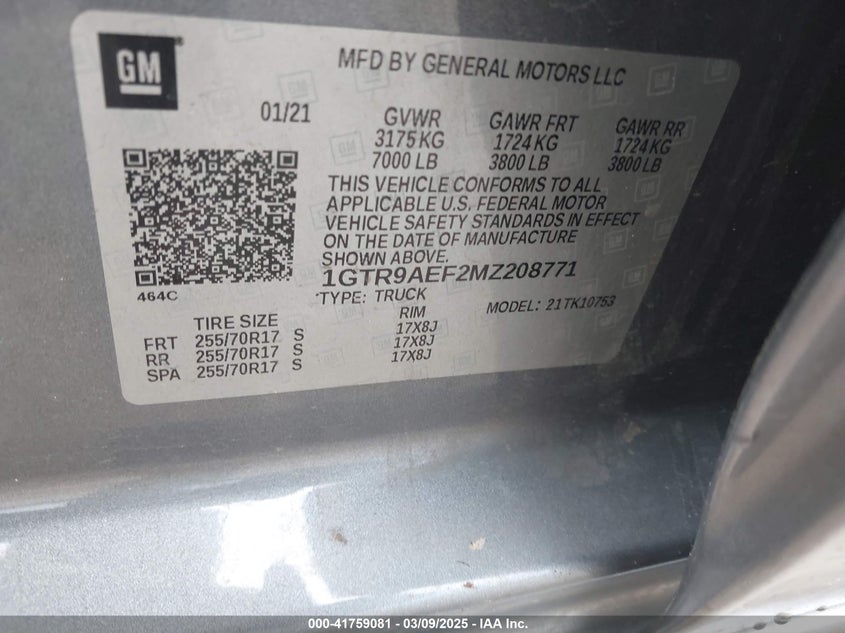 GM
MFD BY GENERAL MOTORS LLC
01/21
GVWR GAWR FRT GAWR RR
3175 KG 1724 KG 1724 KG
7000 LB 3800 LB 3800 LB
THIS VEHICLE CONFORMS TO ALL
APPLICABLE U.S. FEDERAL MOTOR
VEHICLE SAFETY STANDARDS IN EFFECT
ON THE DATE OF MANUFACTURE
SHOWN ABOVE.
1GTR9AEF2MZ208771
464C
TYPE: TRUCK MODEL: 21TK10753
TIRE SIZE RIM
FRT 255/70R17 S 17X8J
RR 255/70R17 S 17X8J
SPA 255/70R17 S 17X8J
000-41759081 - 03/09/2025 - IAA Inc.